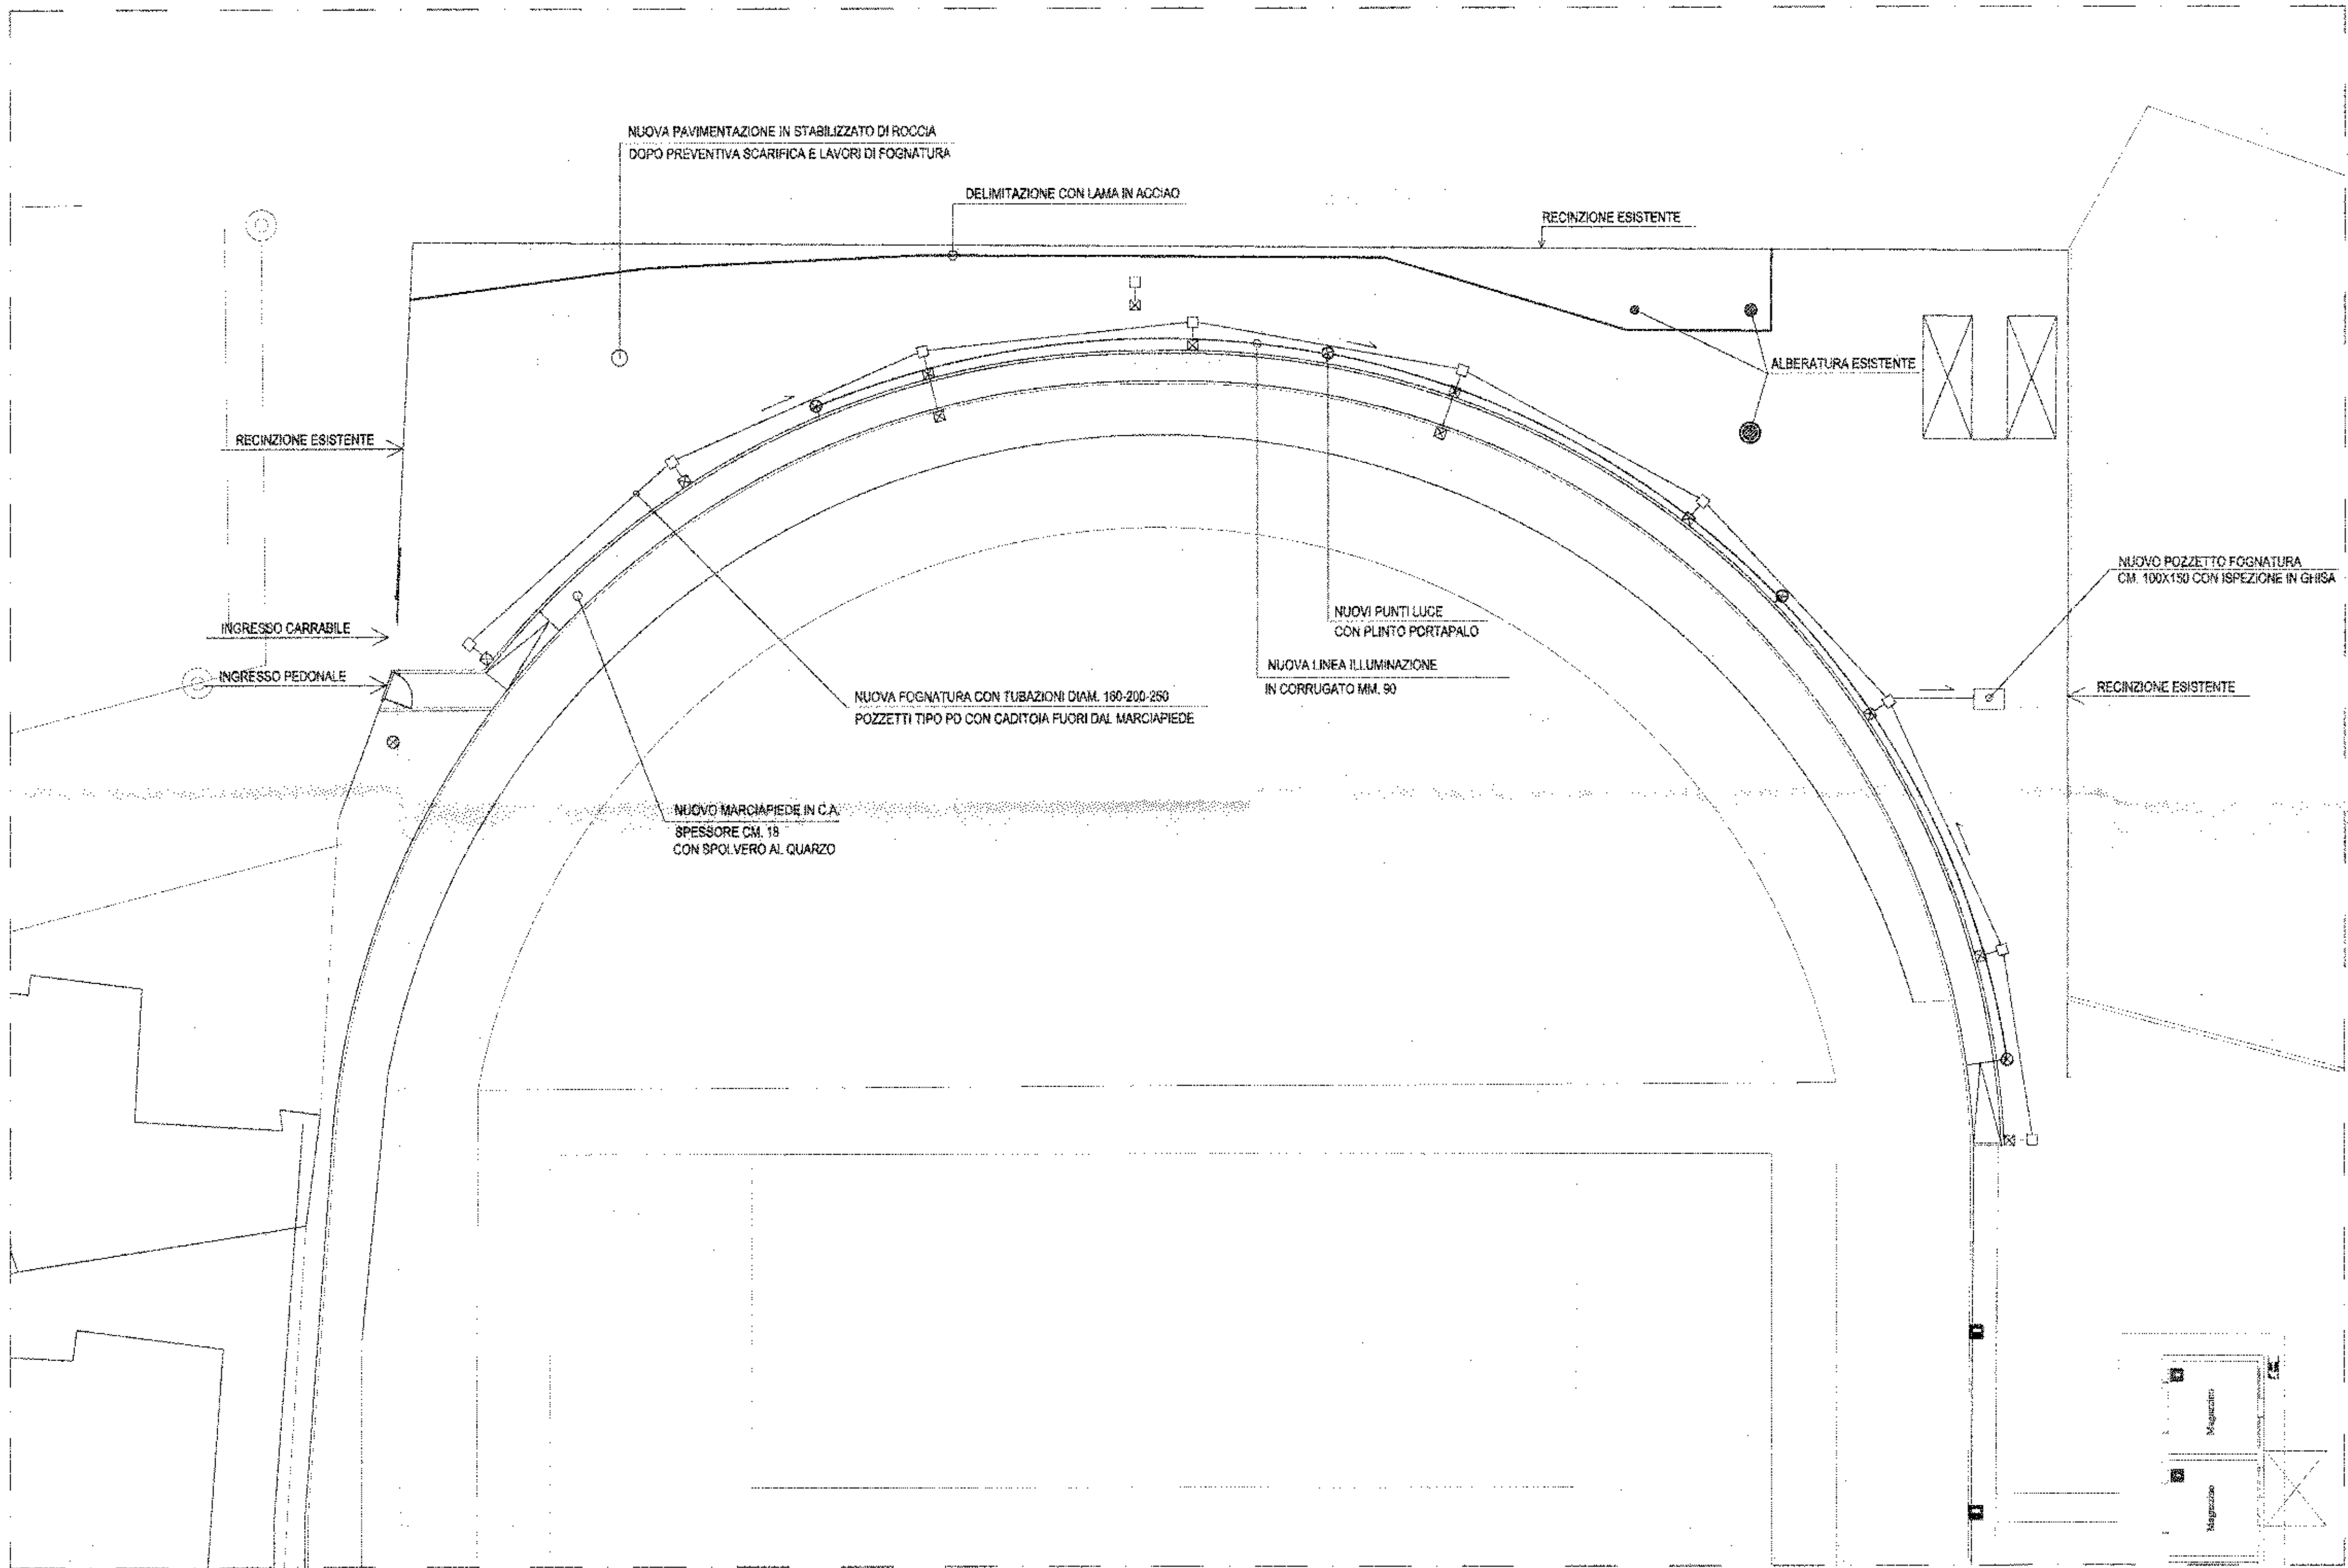 NUOVA PAVIMENTAZIONE IN STABILIZZATO DI ROCCIA
DOPO PREVENTIVA SCARIFICA E LAVORI DI FOGNATURA
DELIMITAZIONE CON LAMA IN ACCIAO
RECINZIONE ESISTENTE
ALBERATURA ESISTENTE
RECINZIONE ESISTENTE
NUOVO POZZETTO FOGNATURA
CM. 100X150 CON ISPEZIONE IN GHISA
NUOVI PUNTI LUCE
CON PLINTO PORTAPALO
INGRESSO CARRABILE
NUOVA LINEA ILLUMINAZIONE
IN CORRUGATO MM. 90
INGRESSO PEDONALE
RECINZIONE ESISTENTE
NUOVA FOGNATURA CON TUBAZIONI DIAM. 160-200-250
POZZETTI TIPO PD CON CADITOIA FUORI DAL MARCIAPIEDE
NUOVO MARCIAPIEDE IN C.A.
SPESSORE CM. 18
CON SPOLVERO AL QUARZO
Magazzino
Magazzino